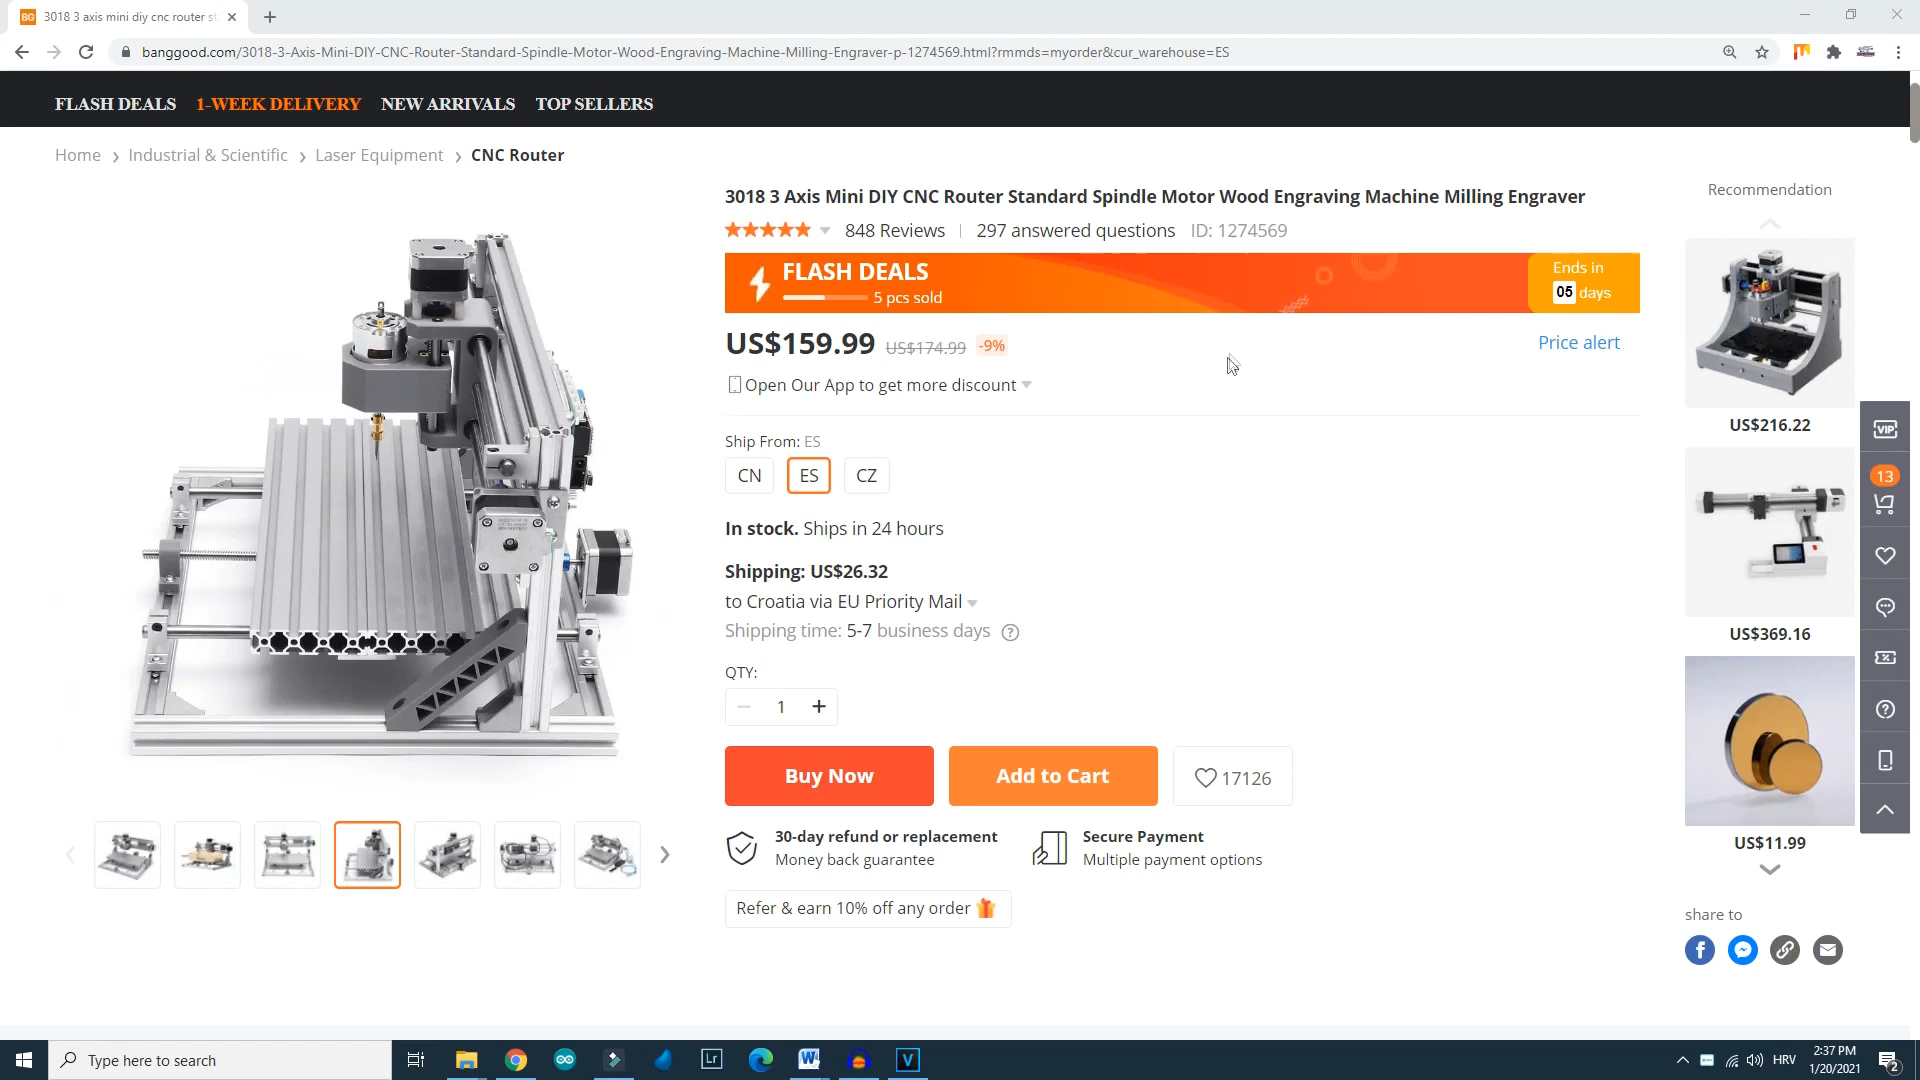 BG 3018 3 axis mini diy cnc router st
banggood.com/3018-3-Axis-Mini-DIY-CNC-Router-Standard-Spindle-Motor-Wood-Engraving-Machine-Milling-Engraver-p-1274569.html?rmmds=myorder&cur_warehouse=ES
FLASH DEALS 1-WEEK DELIVERY NEW ARRIVALS TOP SELLERS
Home > Industrial & Scientific > Laser Equipment > CNC Router
3018 3 Axis Mini DIY CNC Router Standard Spindle Motor Wood Engraving Machine Milling Engraver
848 Reviews | 297 answered questions ID: 1274569
FLASH DEALS
5 pcs sold
Ends in
05 days
US$159.99 US$174.99 -9%
Price alert
Open Our App to get more discount
Ship From: ES
CN ES CZ
In stock. Ships in 24 hours
Shipping: US$26.32
to Croatia via EU Priority Mail
Shipping time: 5-7 business days ?
QTY:
− 1 +
Buy Now Add to Cart 17126
30-day refund or replacement
Money back guarantee
Secure Payment
Multiple payment options
Refer & earn 10% off any order
Recommendation
US$216.22
US$369.16
US$11.99
share to
VIP
13
Type here to search
Lr
W
V
HRV
2:37 PM
1/20/2021
2